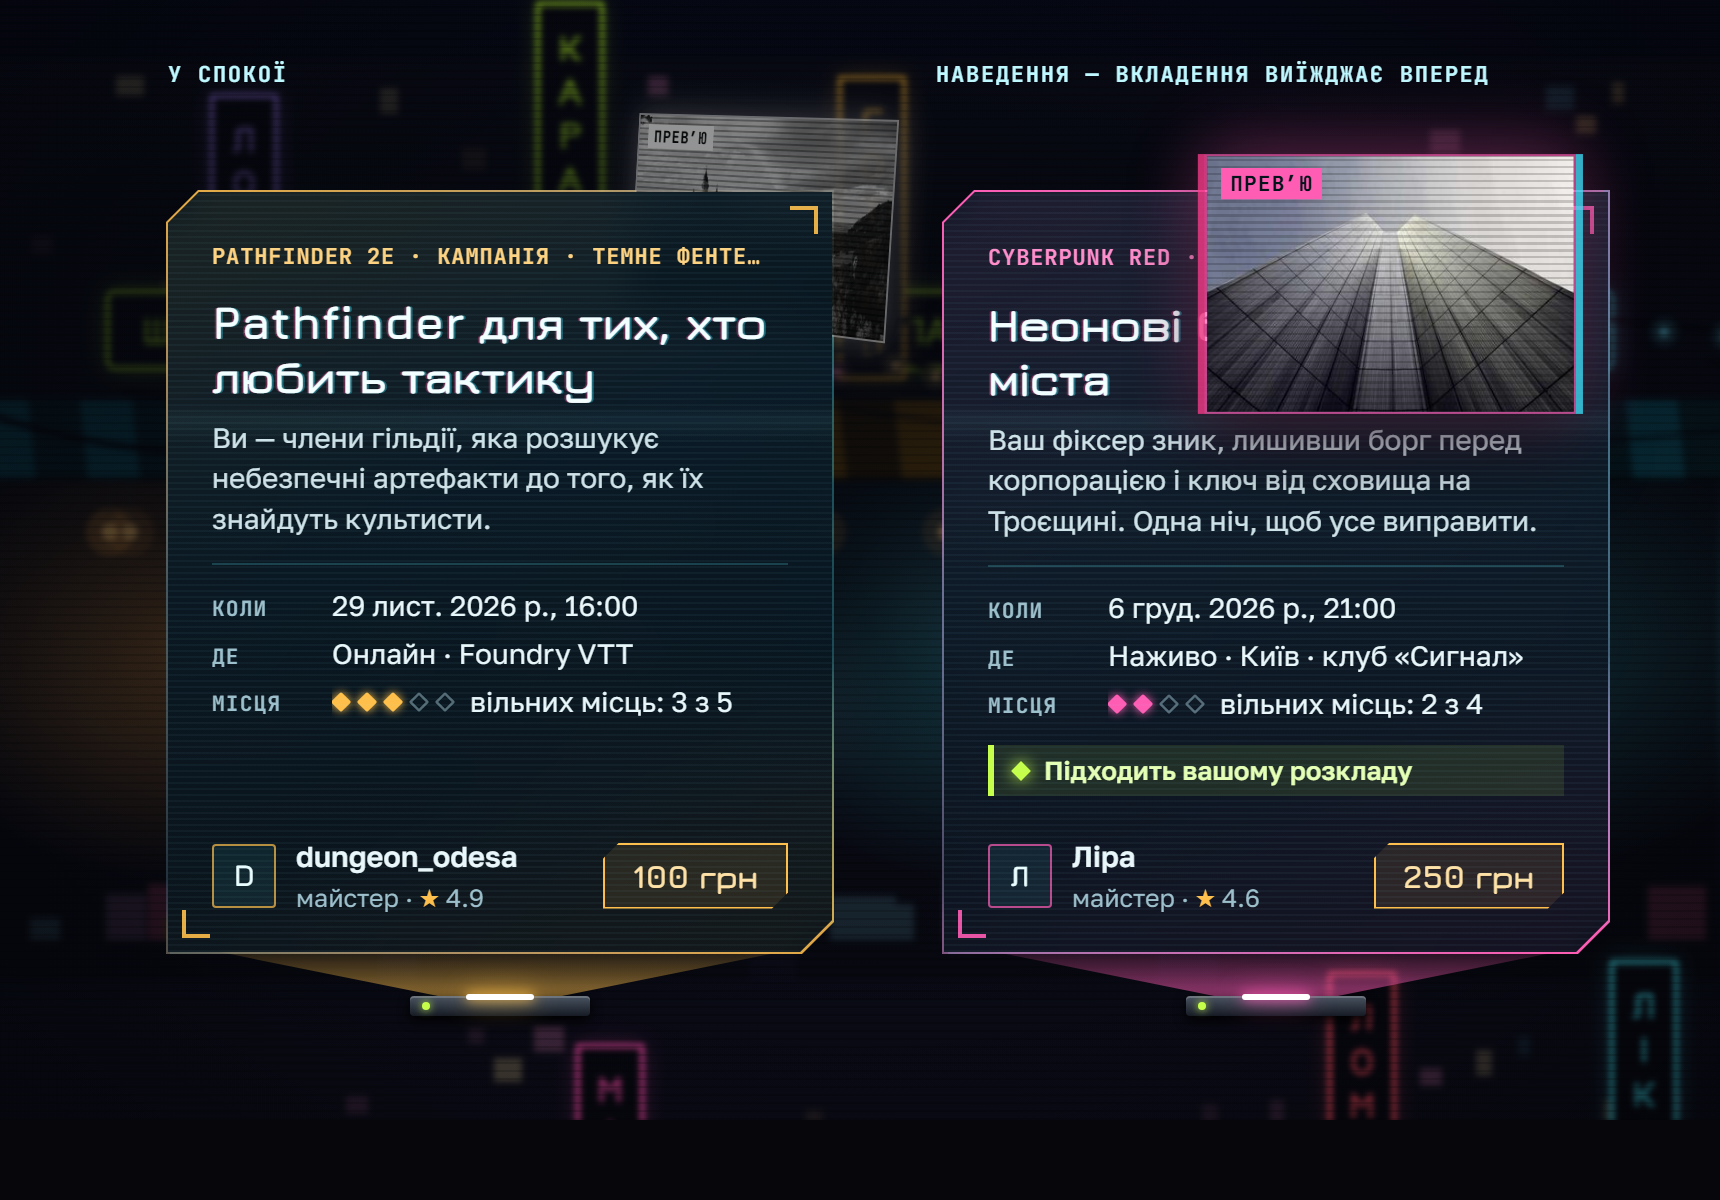 У СПОКОЇ
НАВЕДЕННЯ — ВКЛАДЕННЯ ВИЇЖДЖАЄ ВПЕРЕД
КАРА
ПРЕВ’Ю
PATHFINDER 2E · КАМПАНІЯ · ТЕМНЕ ФЕНТЕ…
Pathfinder для тих, хто
любить тактику
Ви — члени гільдії, яка розшукує
небезпечні артефакти до того, як їх
знайдуть культисти.
КОЛИ 29 лист. 2026 р., 16:00
ДЕ Онлайн · Foundry VTT
МІСЦЯ вільних місць: 3 з 5
D dungeon_odesa
майстер · ★ 4.9
100 грн
ПРЕВ’Ю
CYBERPUNK RED ·
Неонові
міста
Ваш фіксер зник, лишивши борг перед
корпорацією і ключ від сховища на
Троєщині. Одна ніч, щоб усе виправити.
КОЛИ 6 груд. 2026 р., 21:00
ДЕ Наживо · Київ · клуб «Сигнал»
МІСЦЯ вільних місць: 2 з 4
Підходить вашому розкладу
Л Ліра
майстер · ★ 4.6
250 грн
М
ЛОМ
ЛІК